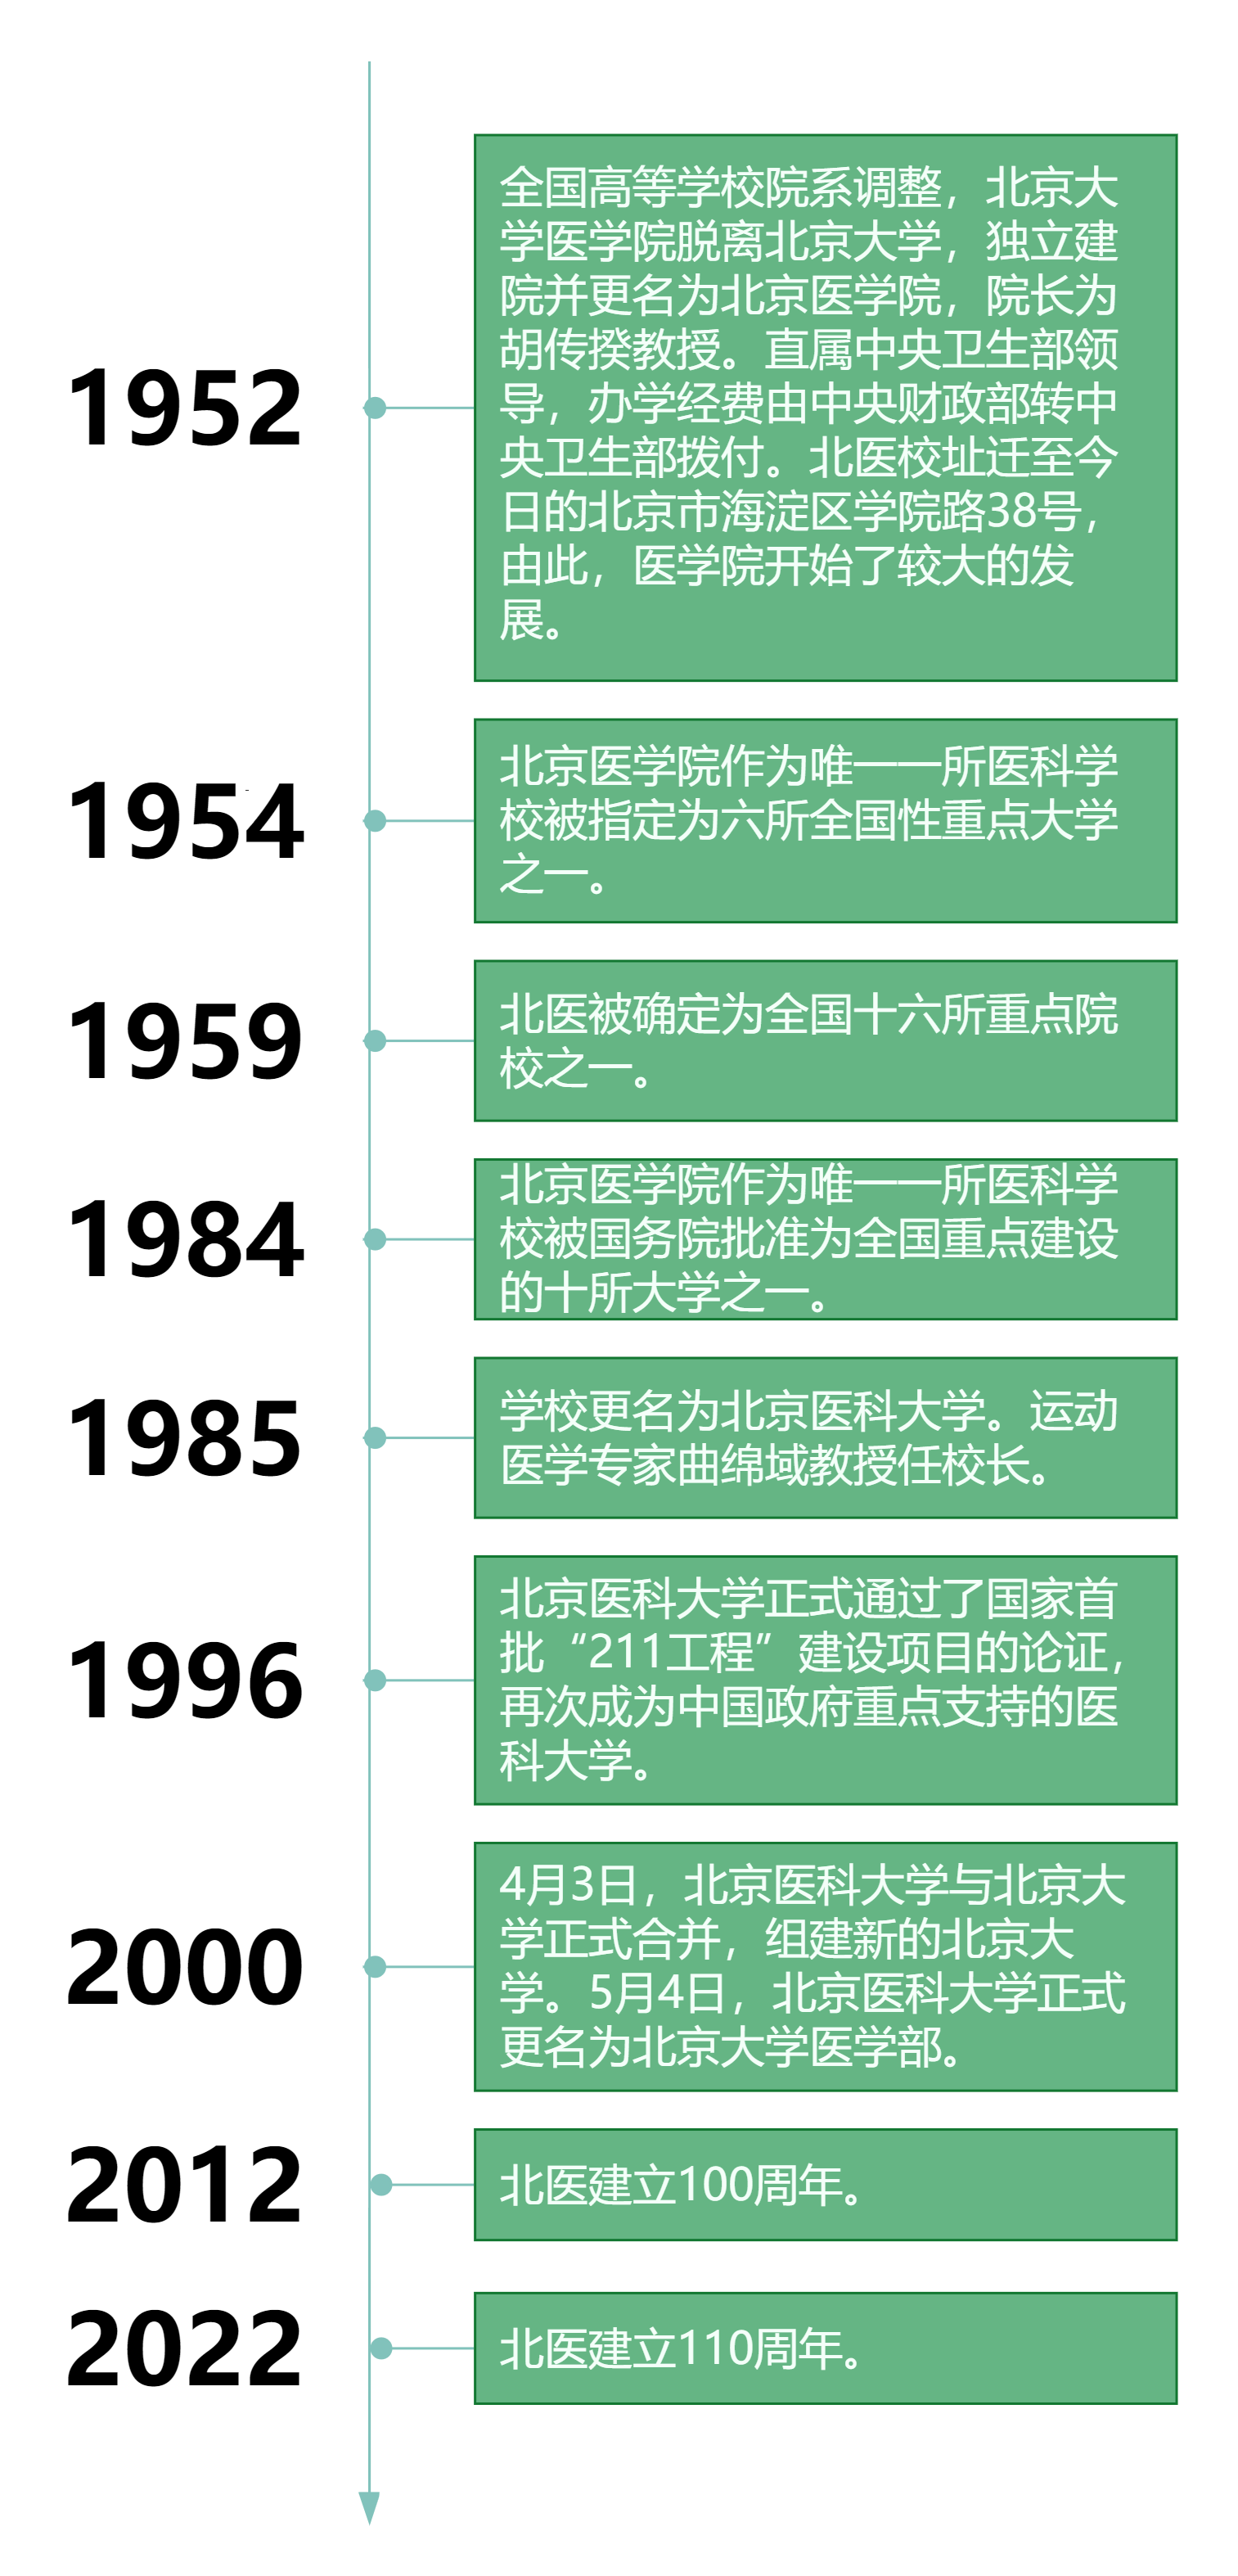 1952
全国高等学校院系调整，北京大
学医学院脱离北京大学，独立建
院并更名为北京医学院，院长为
胡传揆教授。直属中央卫生部领
导，办学经费由中央财政部转中
央卫生部拨付。北医校址迁至今
日的北京市海淀区学院路38号，
由此，医学院开始了较大的发
展。
1954
北京医学院作为唯一一所医科学
校被指定为六所全国性重点大学
之一。
1959
北医被确定为全国十六所重点院
校之一。
1984
北京医学院作为唯一一所医科学
校被国务院批准为全国重点建设
的十所大学之一。
1985
学校更名为北京医科大学。运动
医学专家曲绵域教授任校长。
1996
北京医科大学正式通过了国家首
批“211工程”建设项目的论证，
再次成为中国政府重点支持的医
科大学。
2000
4月3日，北京医科大学与北京大
学正式合并，组建新的北京大
学。5月4日，北京医科大学正式
更名为北京大学医学部。
2012
北医建立100周年。
2022
北医建立110周年。